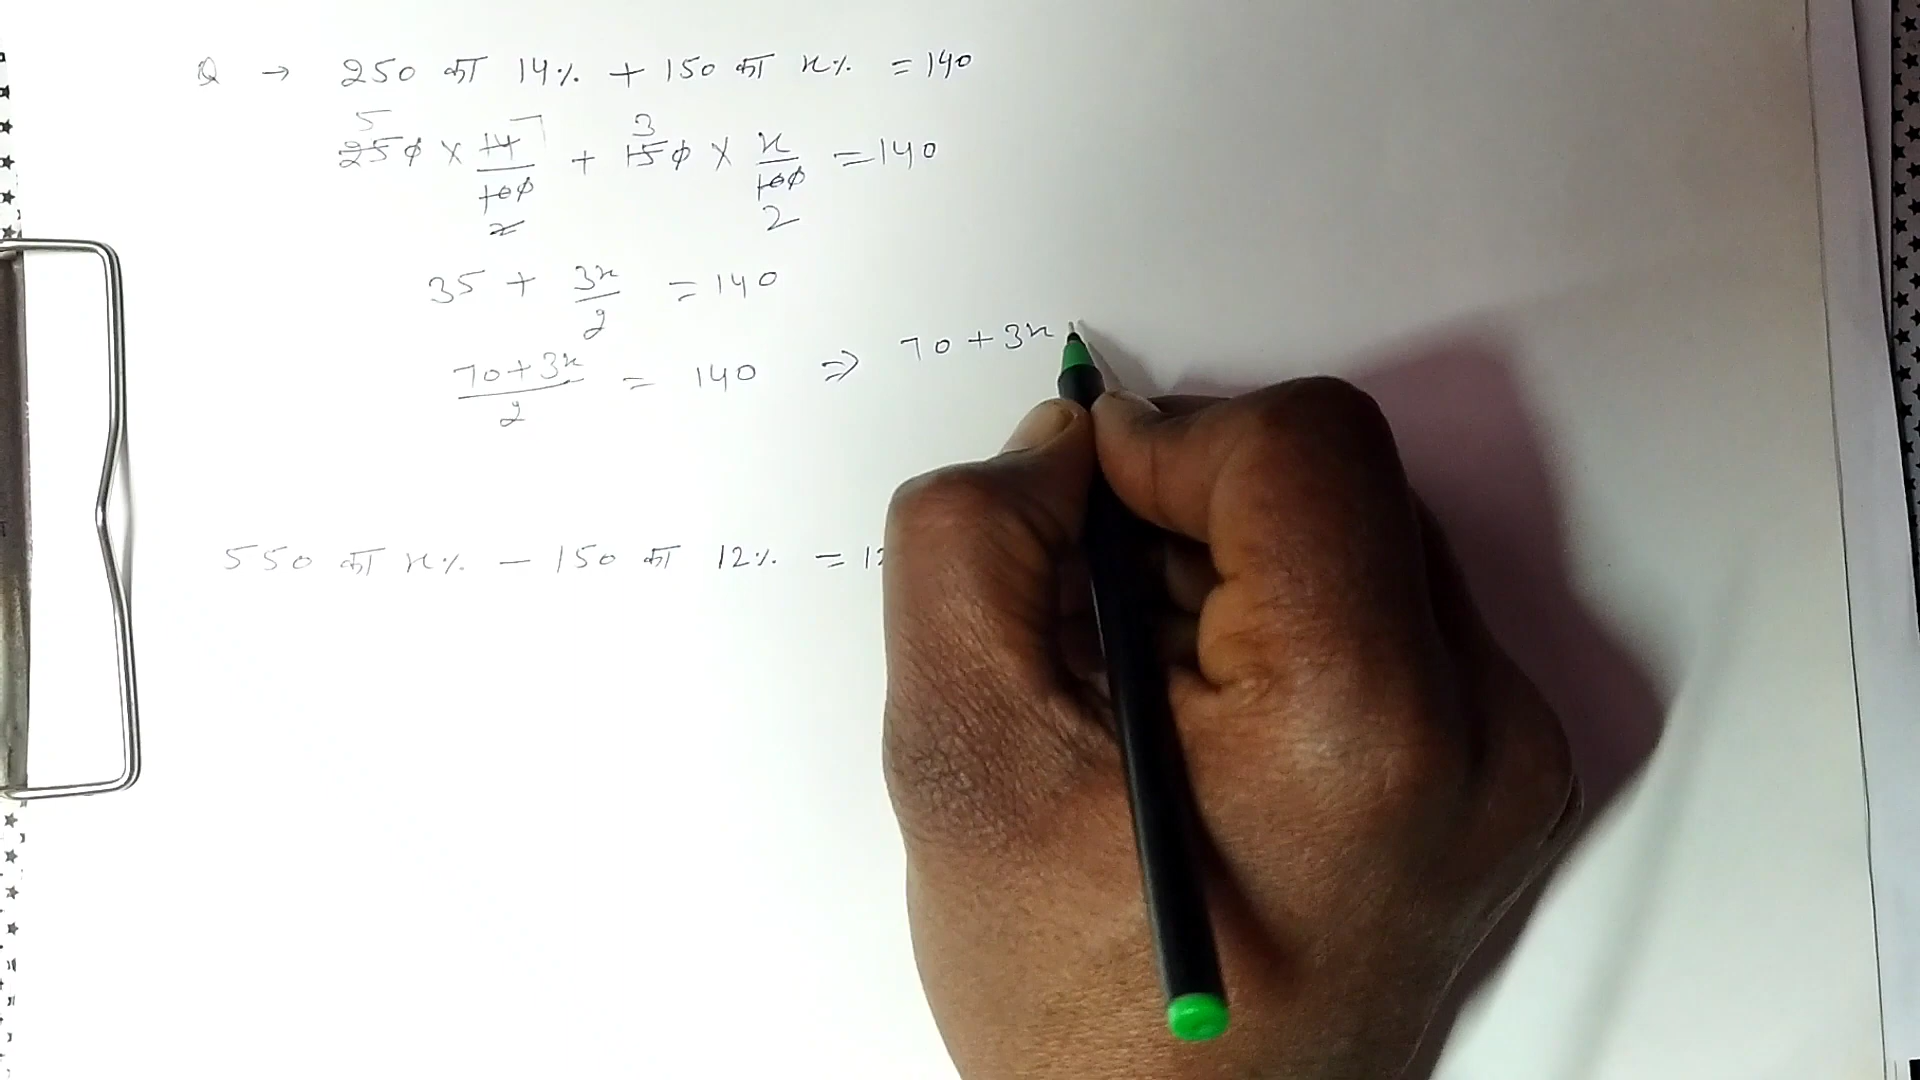 Q → 250 का 14% + 150 का x% = 140
5 7 3
250 × 14/100 + 150 × x/100 = 140
2 2
35 + 3x/2 = 140
(70+3x)/2 = 140 ⇒ 70+3x
550 का x% - 150 का 12% =